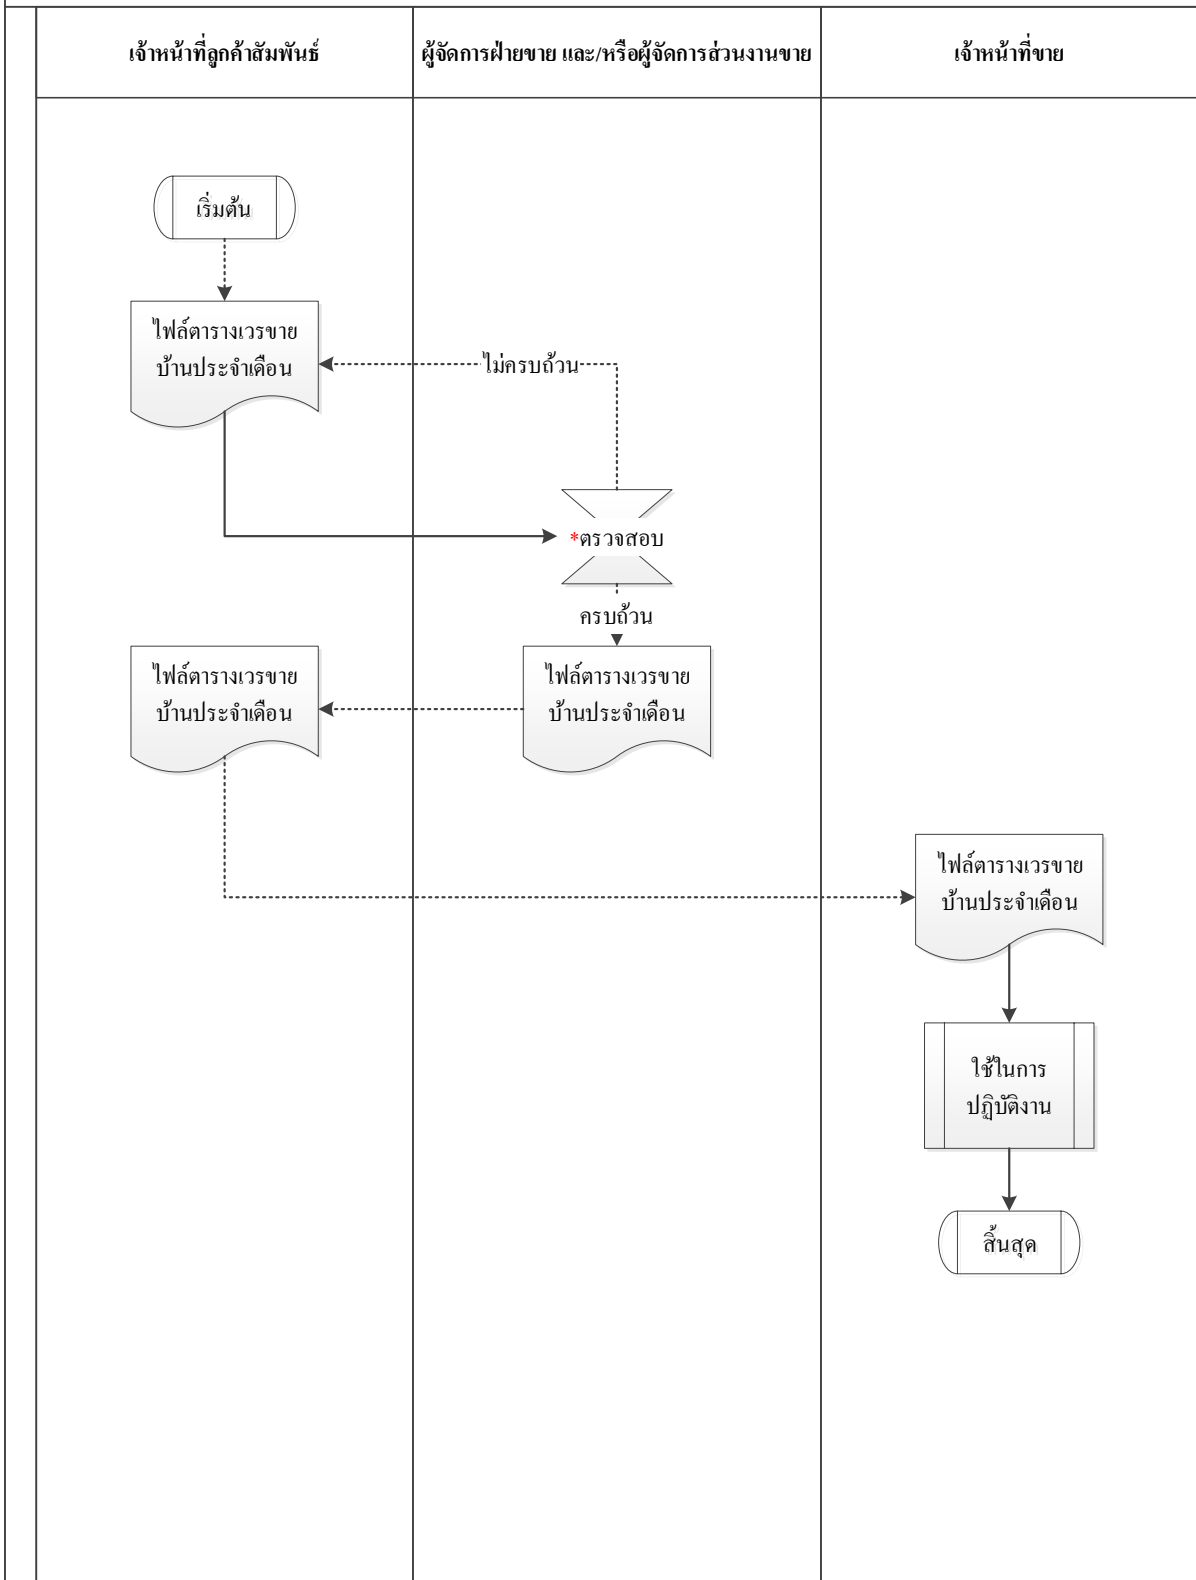 เจ้าหน้าที่ลูกค้าสัมพันธ์
ผู้จัดการฝ่ายขาย และ/หรือผู้จัดการส่วนงานขาย
เจ้าหน้าที่ขาย
เริ่มต้น
ไฟล์ตารางเวรขาย
บ้านประจำเดือน
ไม่ครบถ้วน
*ตรวจสอบ
ครบถ้วน
ไฟล์ตารางเวรขาย
บ้านประจำเดือน
ไฟล์ตารางเวรขาย
บ้านประจำเดือน
ไฟล์ตารางเวรขาย
บ้านประจำเดือน
ใช้ในการ
ปฏิบัติงาน
สิ้นสุด